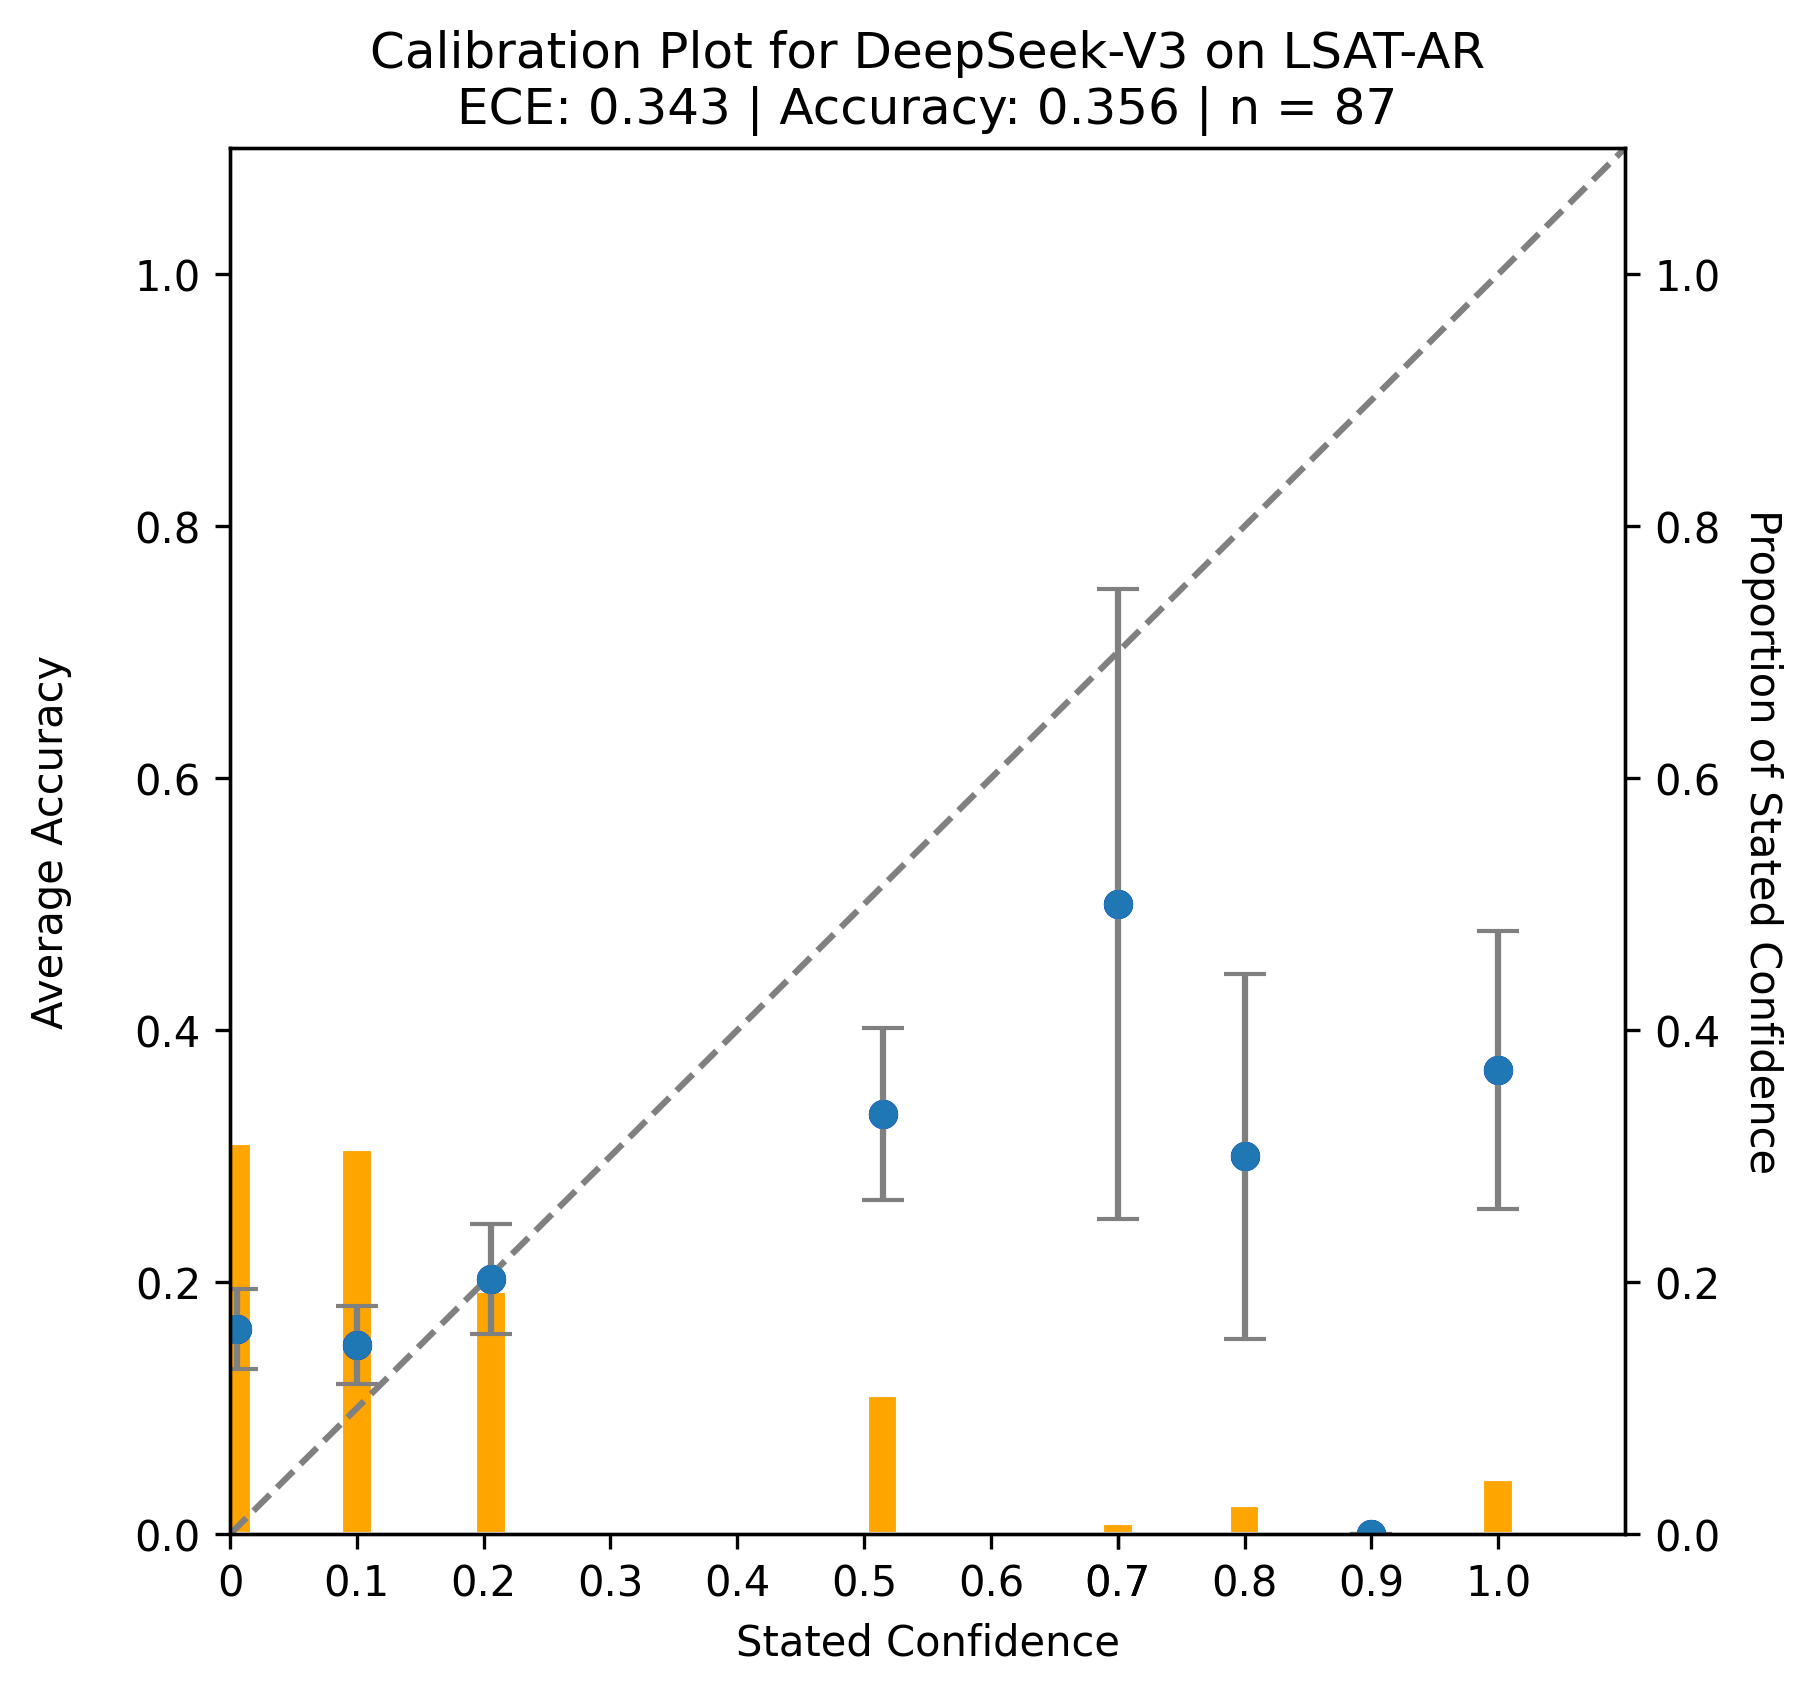 Calibration Plot for DeepSeek-V3 on LSAT-AR
ECE: 0.343 | Accuracy: 0.356 | n = 87
Average Accuracy
1.0
0.8
0.6
0.4
0.2
0.0
1.0
0.8
0.6
0.4
0.2
0.0
Proportion of Stated Confidence
0 0.1 0.2 0.3 0.4 0.5 0.6 0.7 0.8 0.9 1.0
Stated Confidence